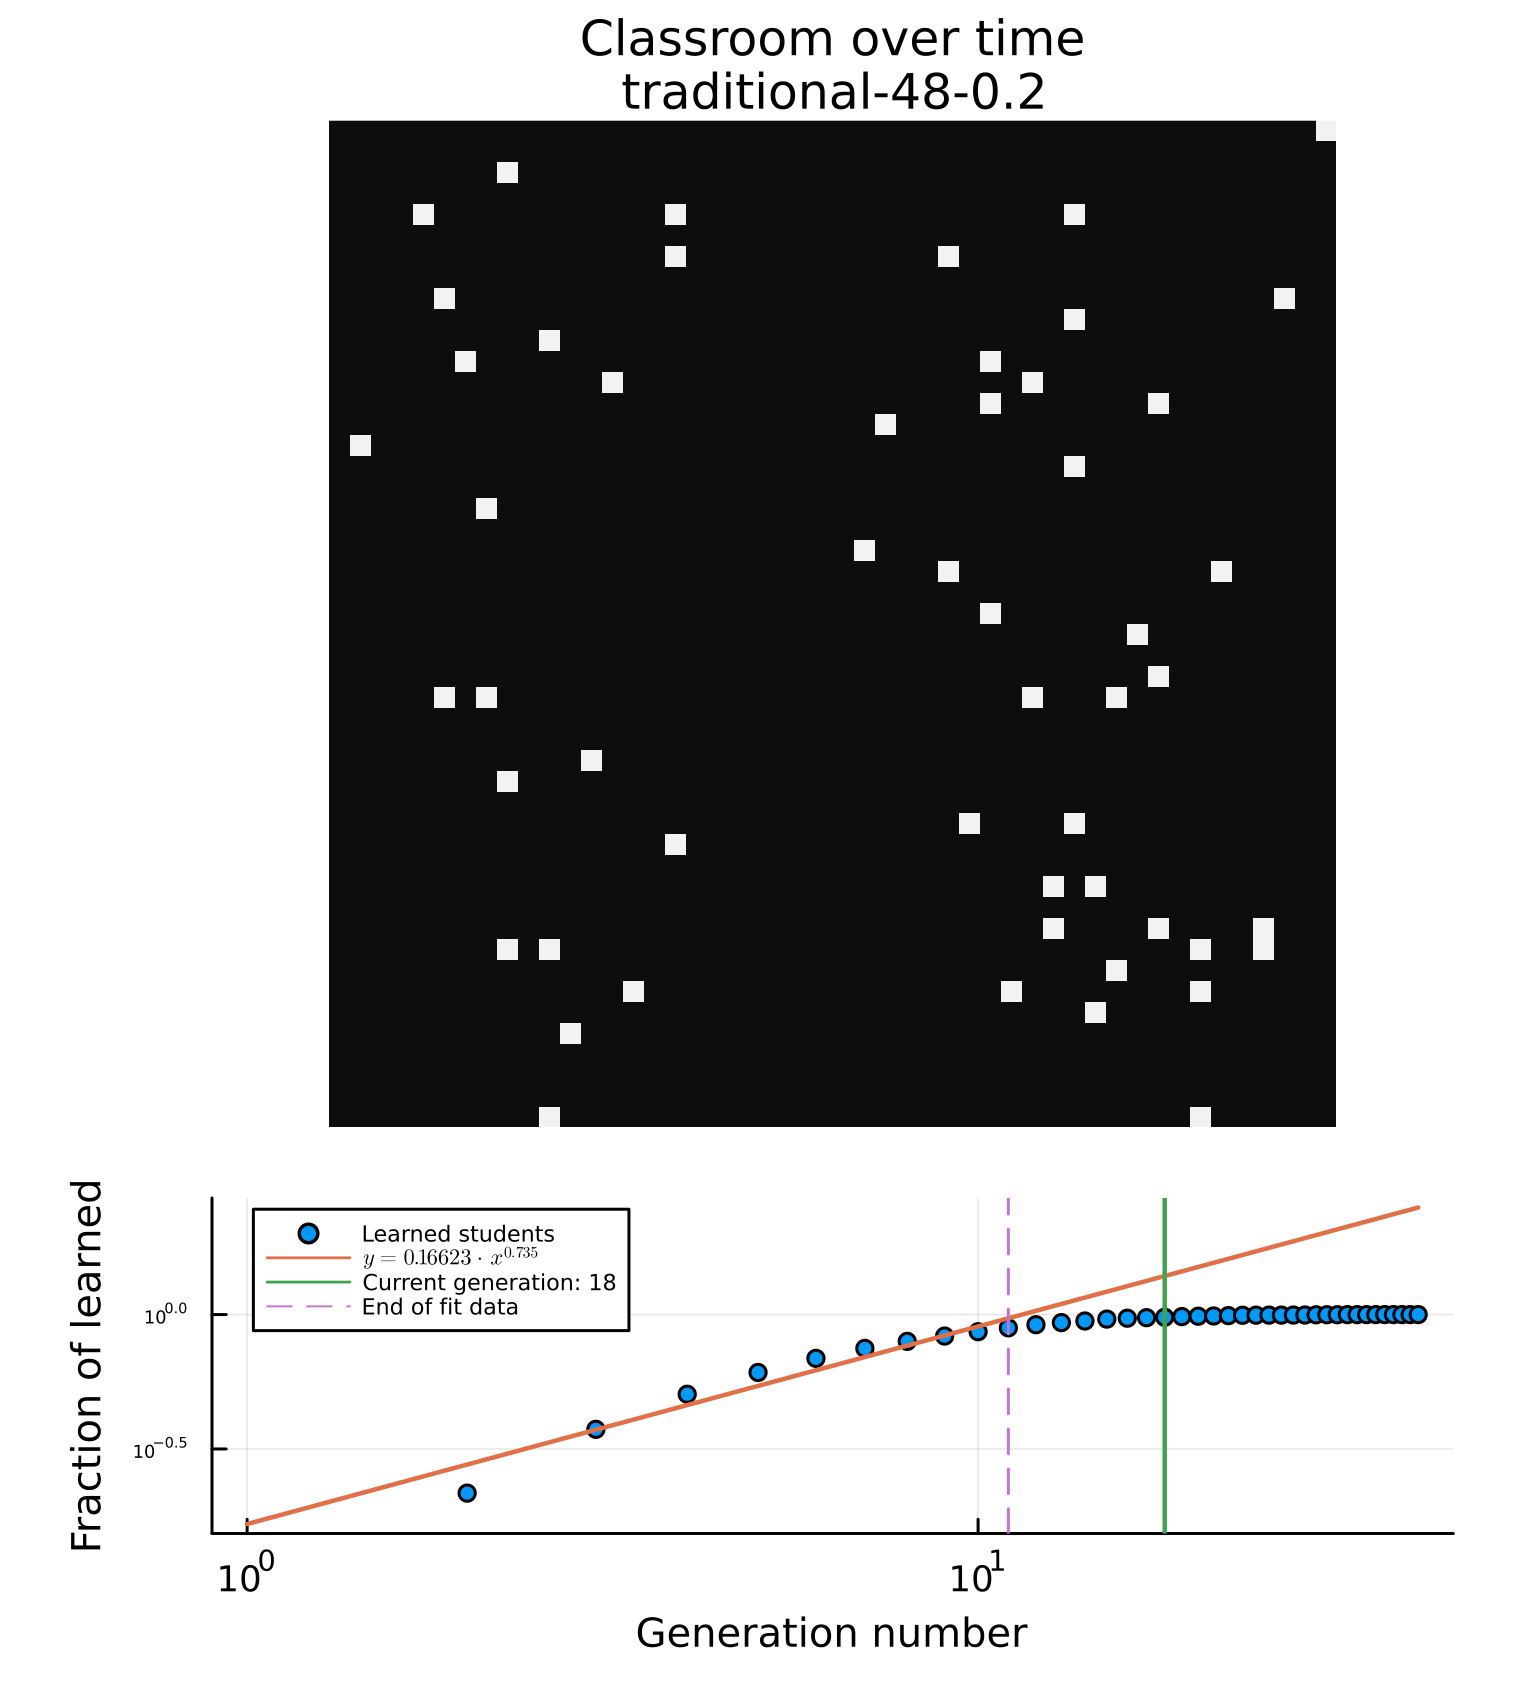 Classroom over time
traditional-48-0.2
Fraction of learned
Learned students
y = 0.16623 · x^0.735
Current generation: 18
End of fit data
10^0.0
10^−0.5
10^0
10^1
Generation number